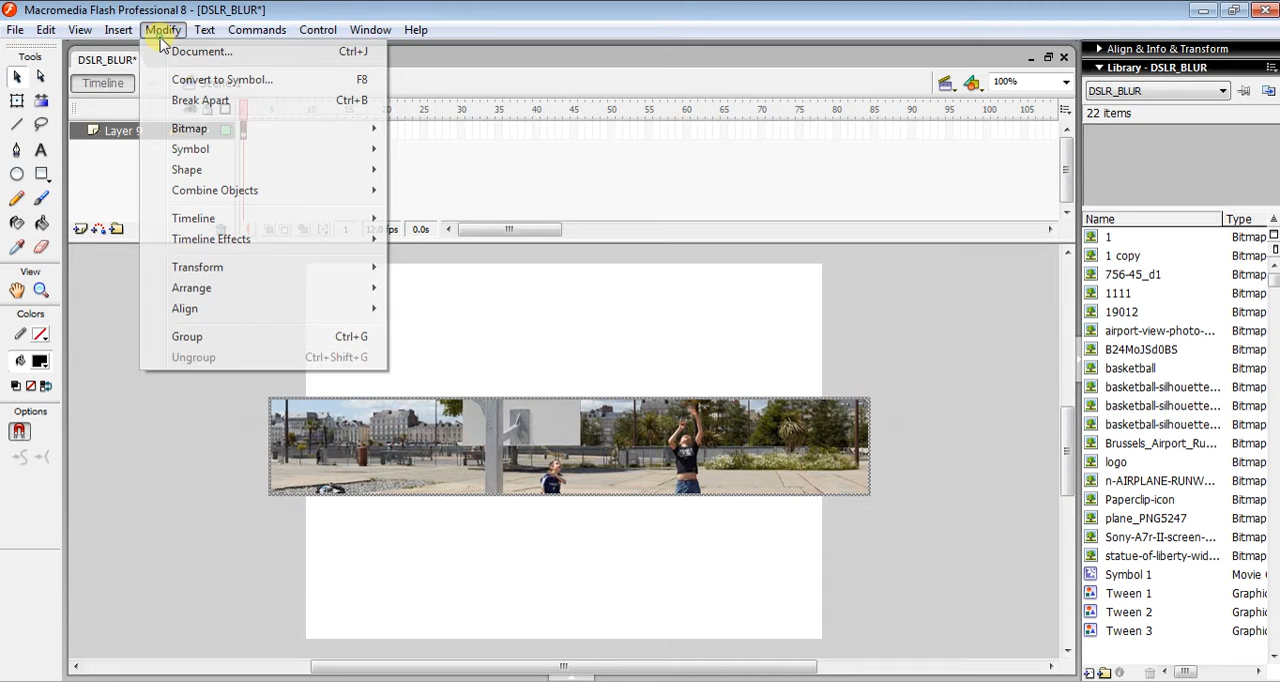 Macromedia Flash Professional 8 - [DSLR_BLUR*]
File Edit View Insert Modify Text Commands Control Window Help
Tools
View
Colors
Options
Document... Ctrl+J
Convert to Symbol... F8
Break Apart Ctrl+B
Bitmap
Symbol
Shape
Combine Objects
Timeline
Timeline Effects
Transform
Arrange
Align
Group Ctrl+G
Ungroup Ctrl+Shift+G
DSLR_BLUR*
Timeline
100%
5 25 30 35 40 45 50 55 60 65 70 75 80 85 90 95 100 105
Layer 9
1 12.0 fps 0.0s
Align & Info & Transform
Library - DSLR_BLUR
DSLR_BLUR
22 items
Name Type
1 Bitmap
1 copy Bitmap
756-45_d1 Bitmap
1111 Bitmap
19012 Bitmap
airport-view-photo-... Bitmap
B24MoJSd0BS Bitmap
basketball Bitmap
basketball-silhouette... Bitmap
basketball-silhouette... Bitmap
basketball-silhouette... Bitmap
Brussels_Airport_Ru... Bitmap
logo Bitmap
n-AIRPLANE-RUNW... Bitmap
Paperclip-icon Bitmap
plane_PNG5247 Bitmap
Sony-A7r-II-screen-... Bitmap
statue-of-liberty-wid... Bitmap
Symbol 1 Movie
Tween 1 Graphic
Tween 2 Graphic
Tween 3 Graphic